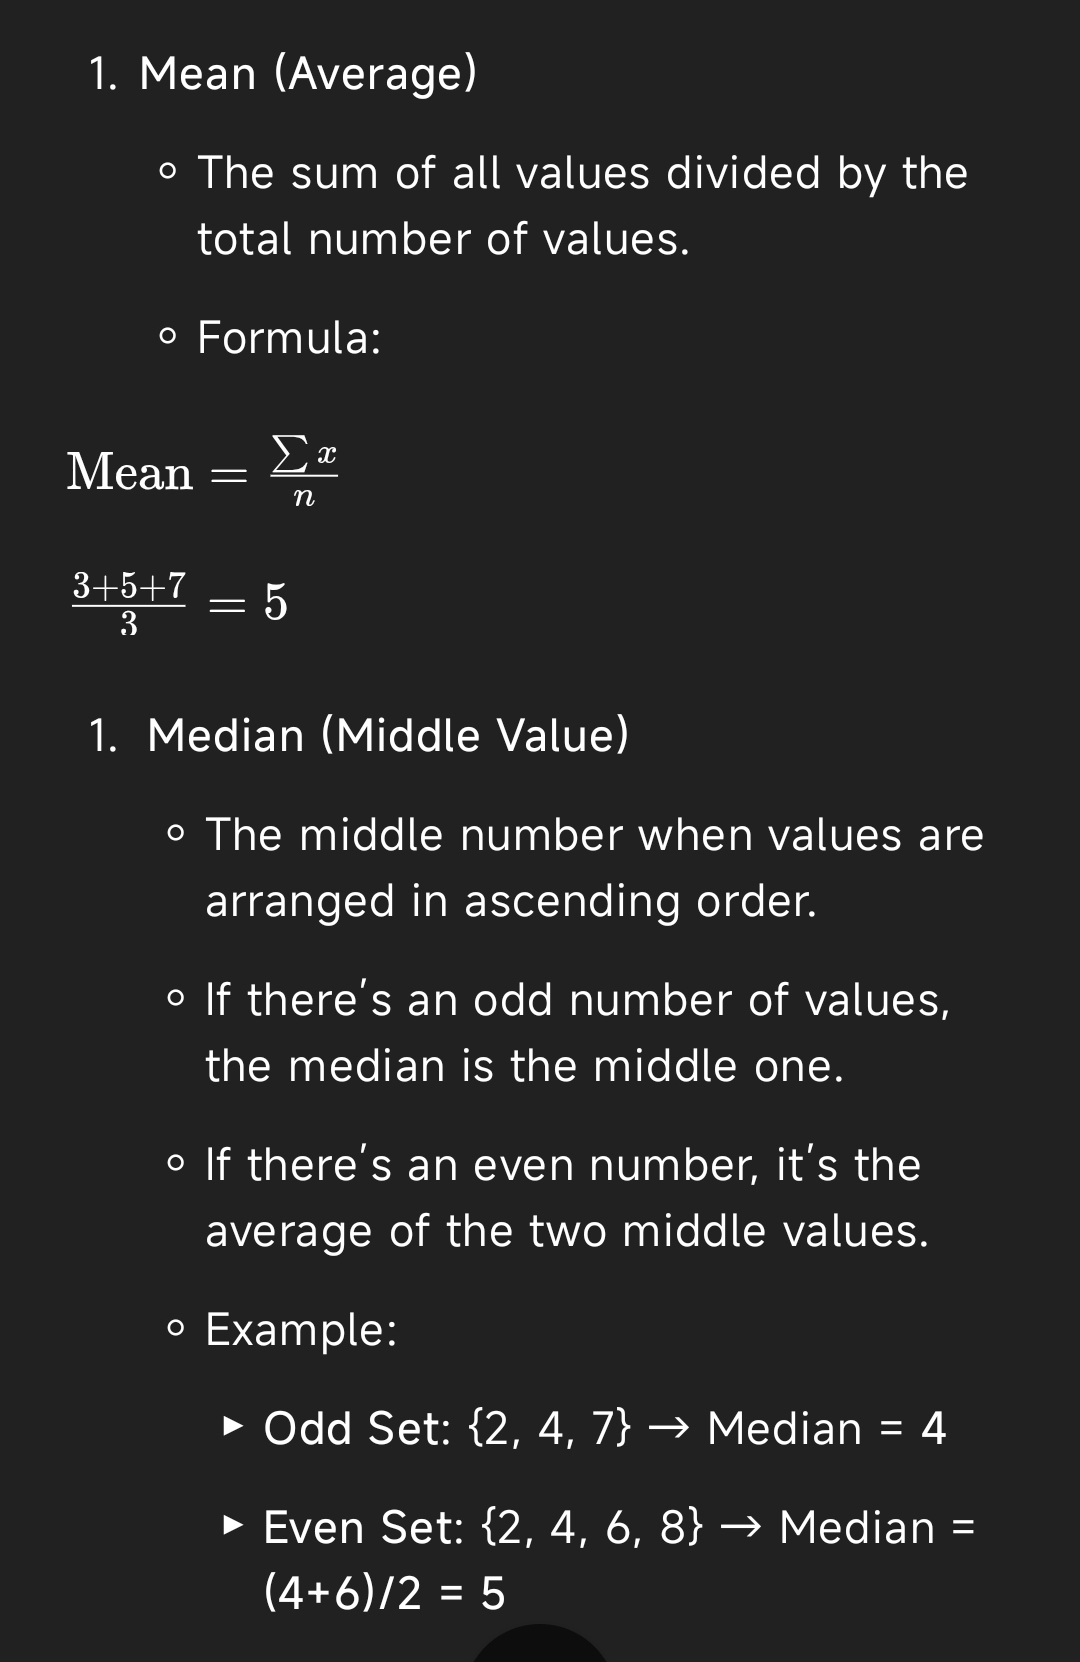 1. Mean (Average)
∘ The sum of all values divided by the
total number of values.
∘ Formula:
Mean = ∑x/n
3+5+7/3 = 5
1. Median (Middle Value)
∘ The middle number when values are
arranged in ascending order.
∘ If there's an odd number of values,
the median is the middle one.
∘ If there's an even number, it's the
average of the two middle values.
∘ Example:
▸ Odd Set: {2, 4, 7} → Median = 4
▸ Even Set: {2, 4, 6, 8} → Median =
(4+6)/2 = 5